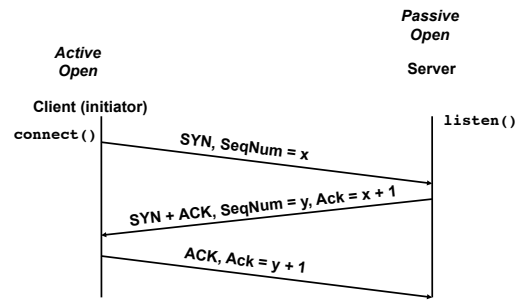 Passive
Open
Active
Open
Server
Client (initiator)
connect()
listen()
SYN, SeqNum = x
SYN + ACK, SeqNum = y, Ack = x + 1
ACK, Ack = y + 1